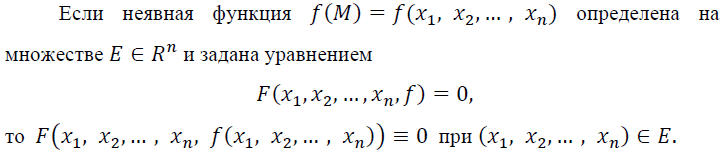 Если неявная функция f(M) = f(x₁, x₂, … , xₙ) определена на
множестве E ∈ Rⁿ и задана уравнением
F(x₁, x₂, … , xₙ, f) = 0,
то F(x₁, x₂, … , xₙ, f(x₁, x₂, … , xₙ)) ≡ 0 при (x₁, x₂, … , xₙ) ∈ E.